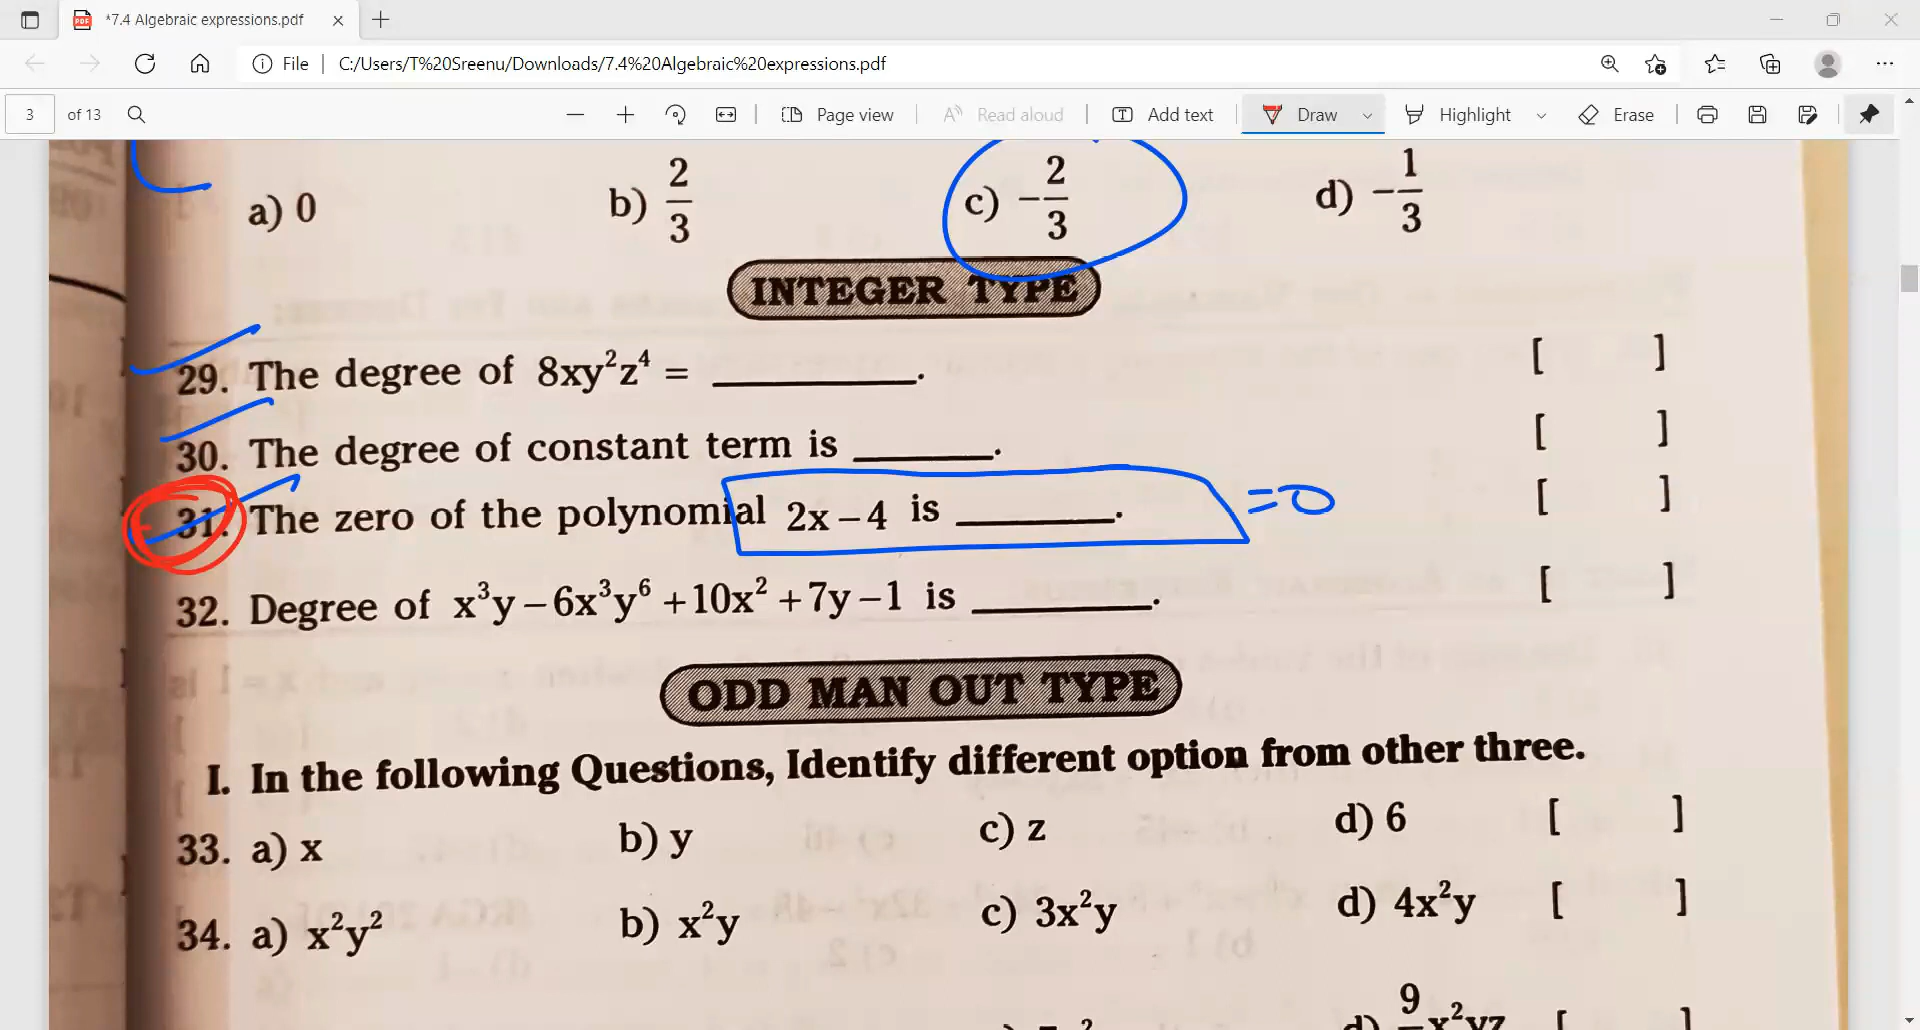 *7.4 Algebraic expressions.pdf
File C:/Users/T%20Sreenu/Downloads/7.4%20Algebraic%20expressions.pdf
3 of 13 Page view Read aloud Add text Draw Highlight Erase
a) 0 b) 2/3 c) -2/3 d) -1/3
INTEGER TYPE
29. The degree of 8xy²z⁴ = __________. [ ]
30. The degree of constant term is _______. [ ]
31. The zero of the polynomial 2x – 4 is ________. =0 [ ]
32. Degree of x³y – 6x³y⁶ + 10x² + 7y – 1 is _________. [ ]
ODD MAN OUT TYPE
I. In the following Questions, Identify different option from other three.
33. a) x b) y c) z d) 6 [ ]
34. a) x²y² b) x²y c) 3x²y d) 4x²y [ ]